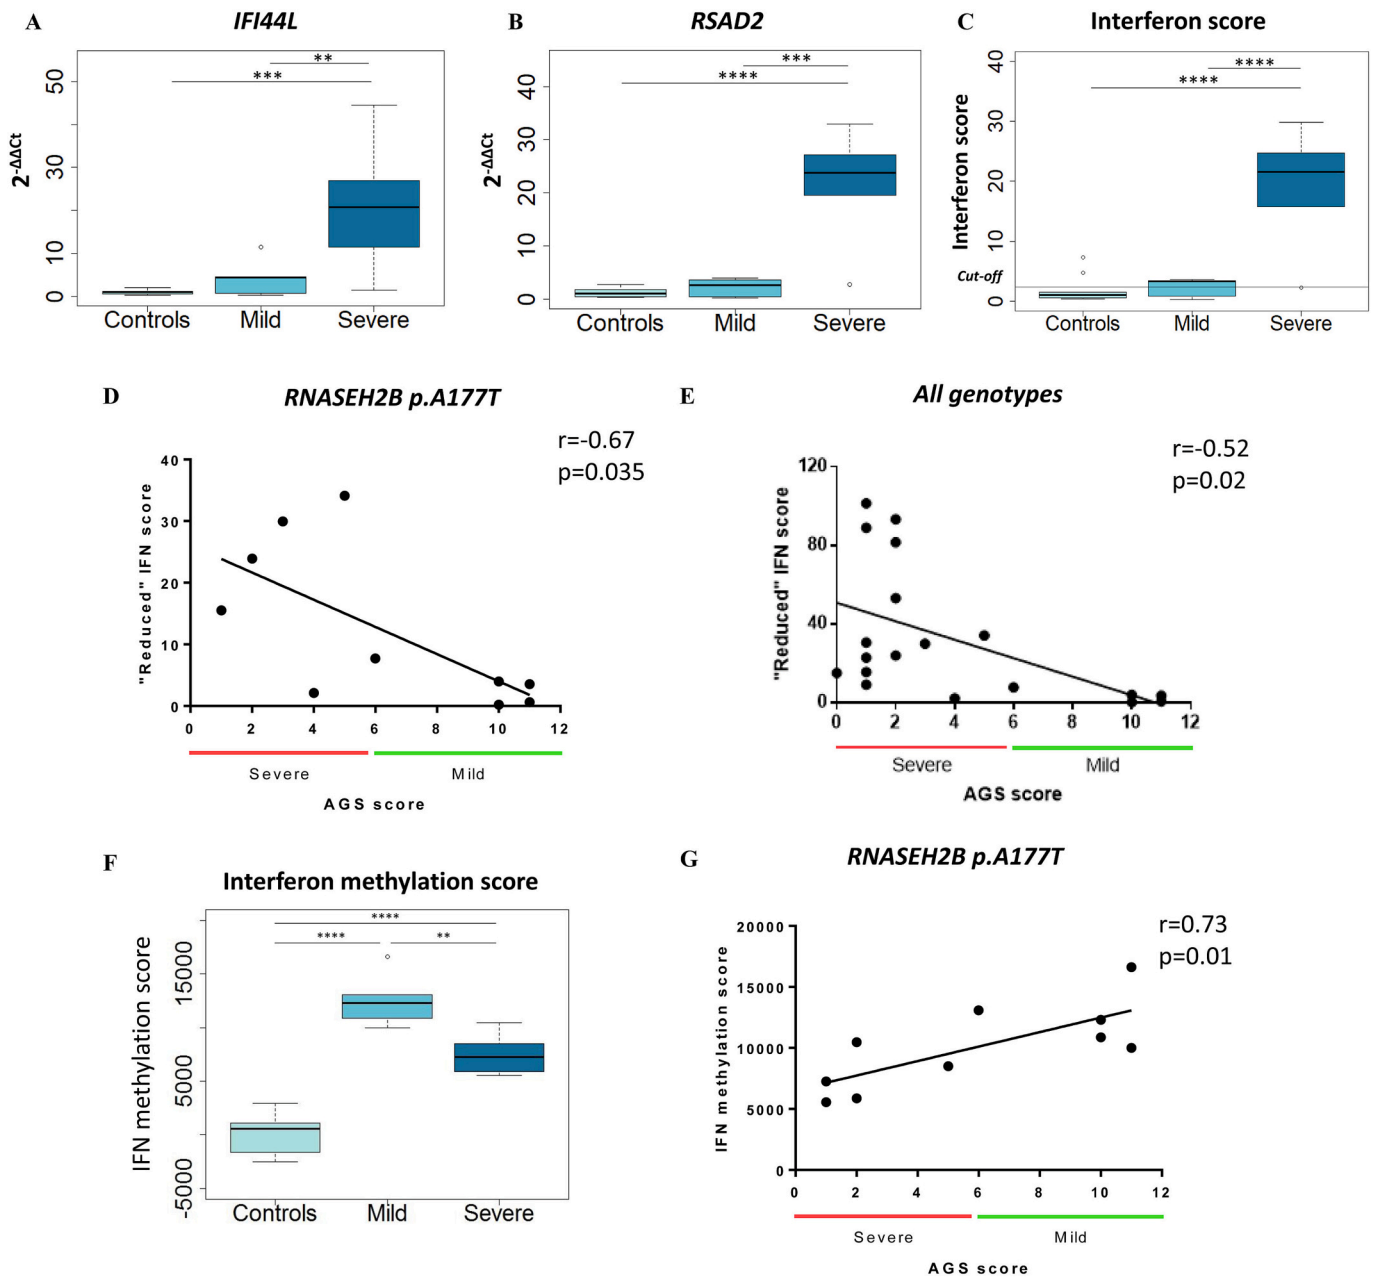 A
IFI44L
2^-ΔΔCt
50
30
10
0
**
***
Controls
Mild
Severe
B
RSAD2
2^-ΔΔCt
40
30
20
10
0
***
****
Controls
Mild
Severe
C
Interferon score
Interferon score
40
30
20
10
0
Cut-off
****
****
Controls
Mild
Severe
D
RNASEH2B p.A177T
r=-0.67
p=0.035
"Reduced" IFN score
40
30
20
10
0
0 2 4 6 8 10 12
Severe
Mild
AGS score
E
All genotypes
r=-0.52
p=0.02
"Reduced" IFN score
120
80
40
0
0 2 4 6 8 10 12
Severe
Mild
AGS score
F
Interferon methylation score
IFN methylation score
15000
5000
-5000
****
****
**
Controls
Mild
Severe
G
RNASEH2B p.A177T
r=0.73
p=0.01
IFN methylation score
20000
15000
10000
5000
0
0 2 4 6 8 10 12
Severe
Mild
AGS score